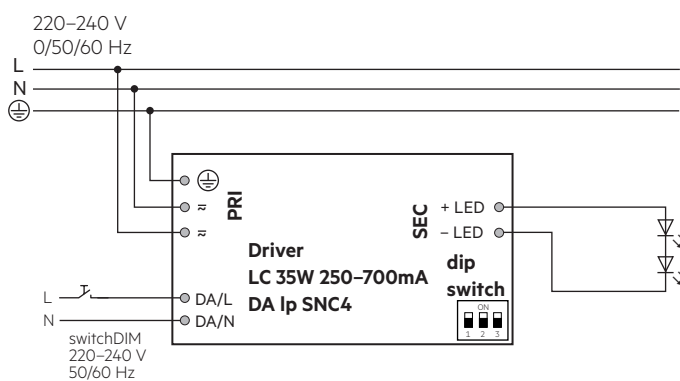 220–240 V
0/50/60 Hz
L
N
PRI
≂
≂
SEC
+ LED
– LED
Driver
LC 35W 250–700mA
DA lp SNC4
dip
switch
ON
1 2 3
L
DA/L
N
DA/N
switchDIM
220–240 V
50/60 Hz